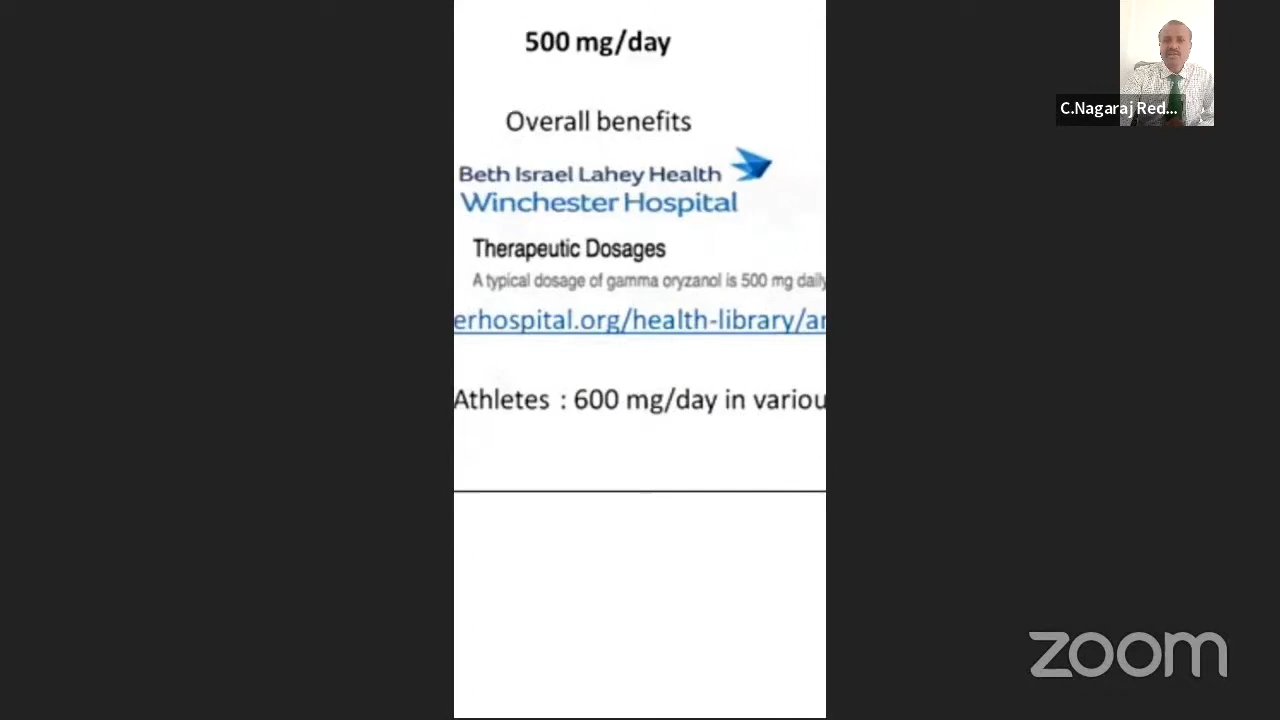 500 mg/day
Overall benefits
Beth Israel Lahey Health
Winchester Hospital
Therapeutic Dosages
A typical dosage of gamma oryzanol is 500 mg daily
erhospital.org/health-library/ar
Athletes : 600 mg/day in variou
C.Nagaraj Red...
zoom